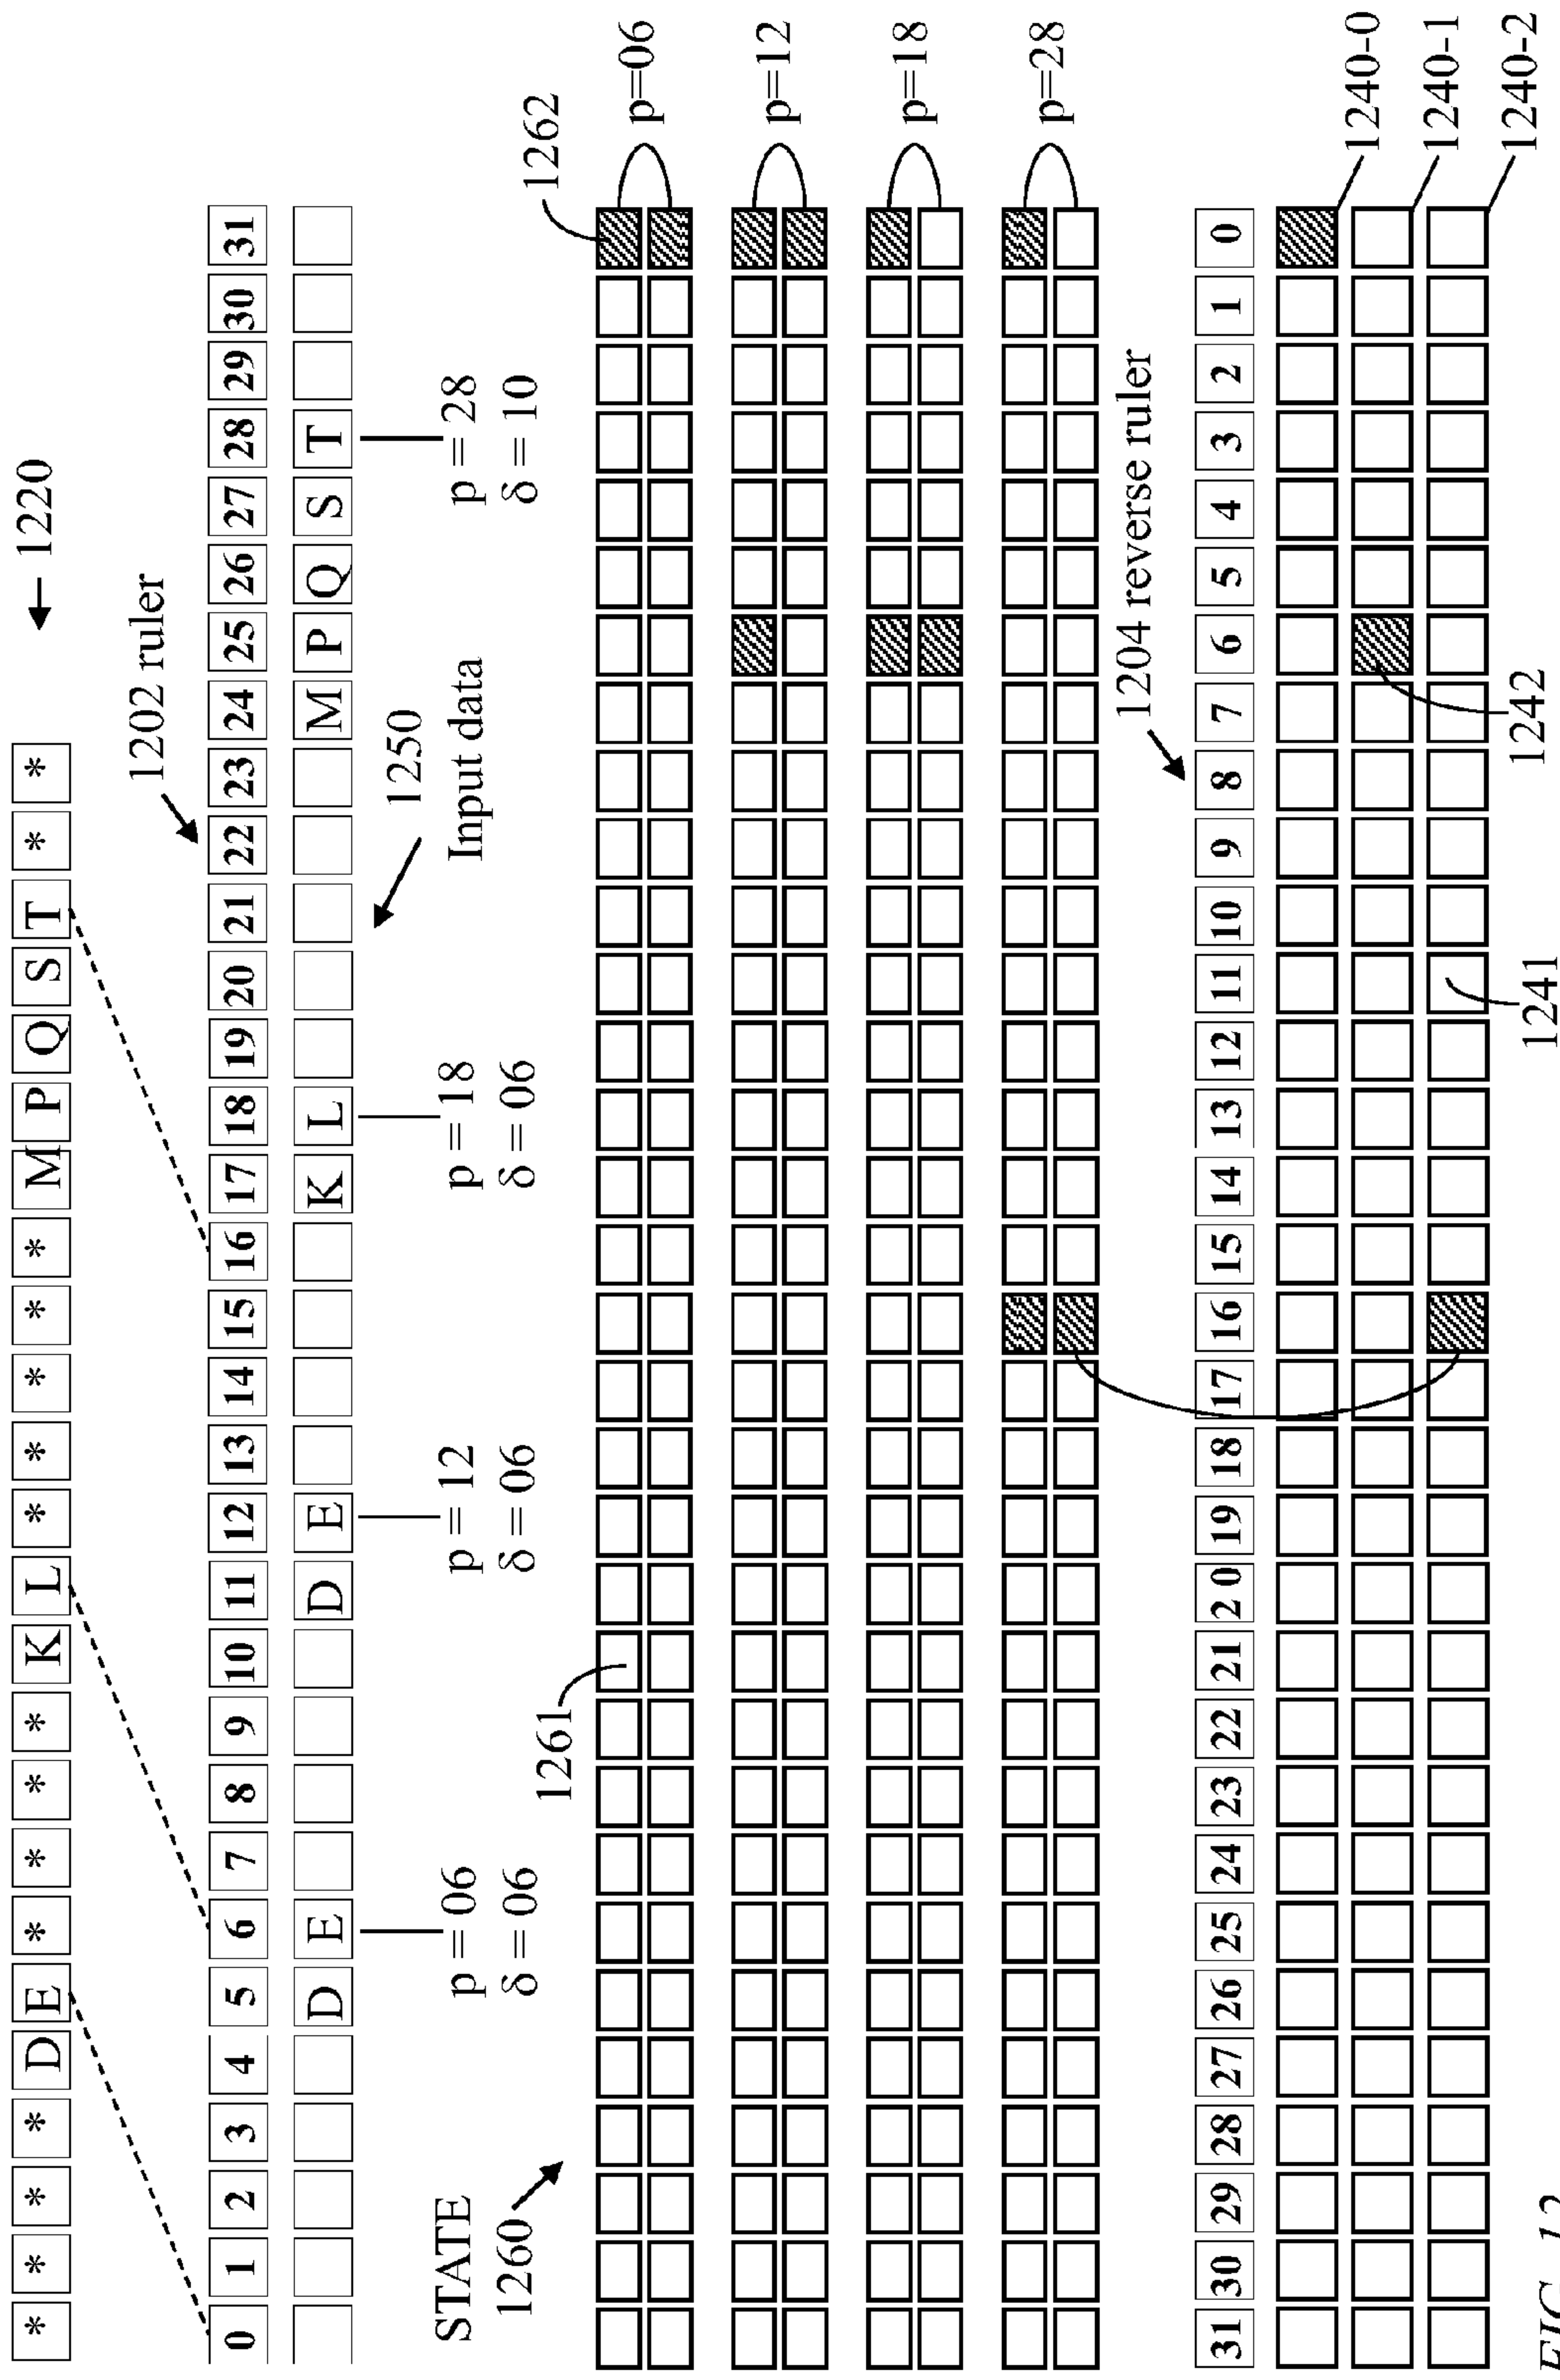 * * * * D E * * * * K L * * * * * M P Q S T * * ← 1220
1202 ruler
0 1 2 3 4 5 6 7 8 9 10 11 12 13 14 15 16 17 18 19 20 21 22 23 24 25 26 27 28 29 30 31
D E D E K L M P Q S T
1250
Input data
p = 06
δ = 06
p = 12
δ = 06
p = 18
δ = 06
p = 28
δ = 10
STATE
1260
1261
1262
p=06
p=12
p=18
p=28
1204 reverse ruler
31 30 29 28 27 26 25 24 23 22 21 2 0 19 18 17 16 15 14 13 12 11 10 9 8 7 6 5 4 3 2 1 0
1240-0
1240-1
1240-2
1242
1241
FIG. 12